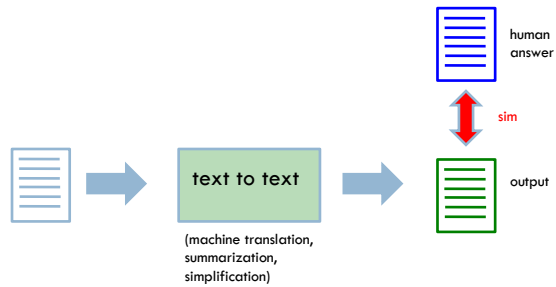 human
answer
sim
text to text
output
(machine translation,
summarization,
simplification)